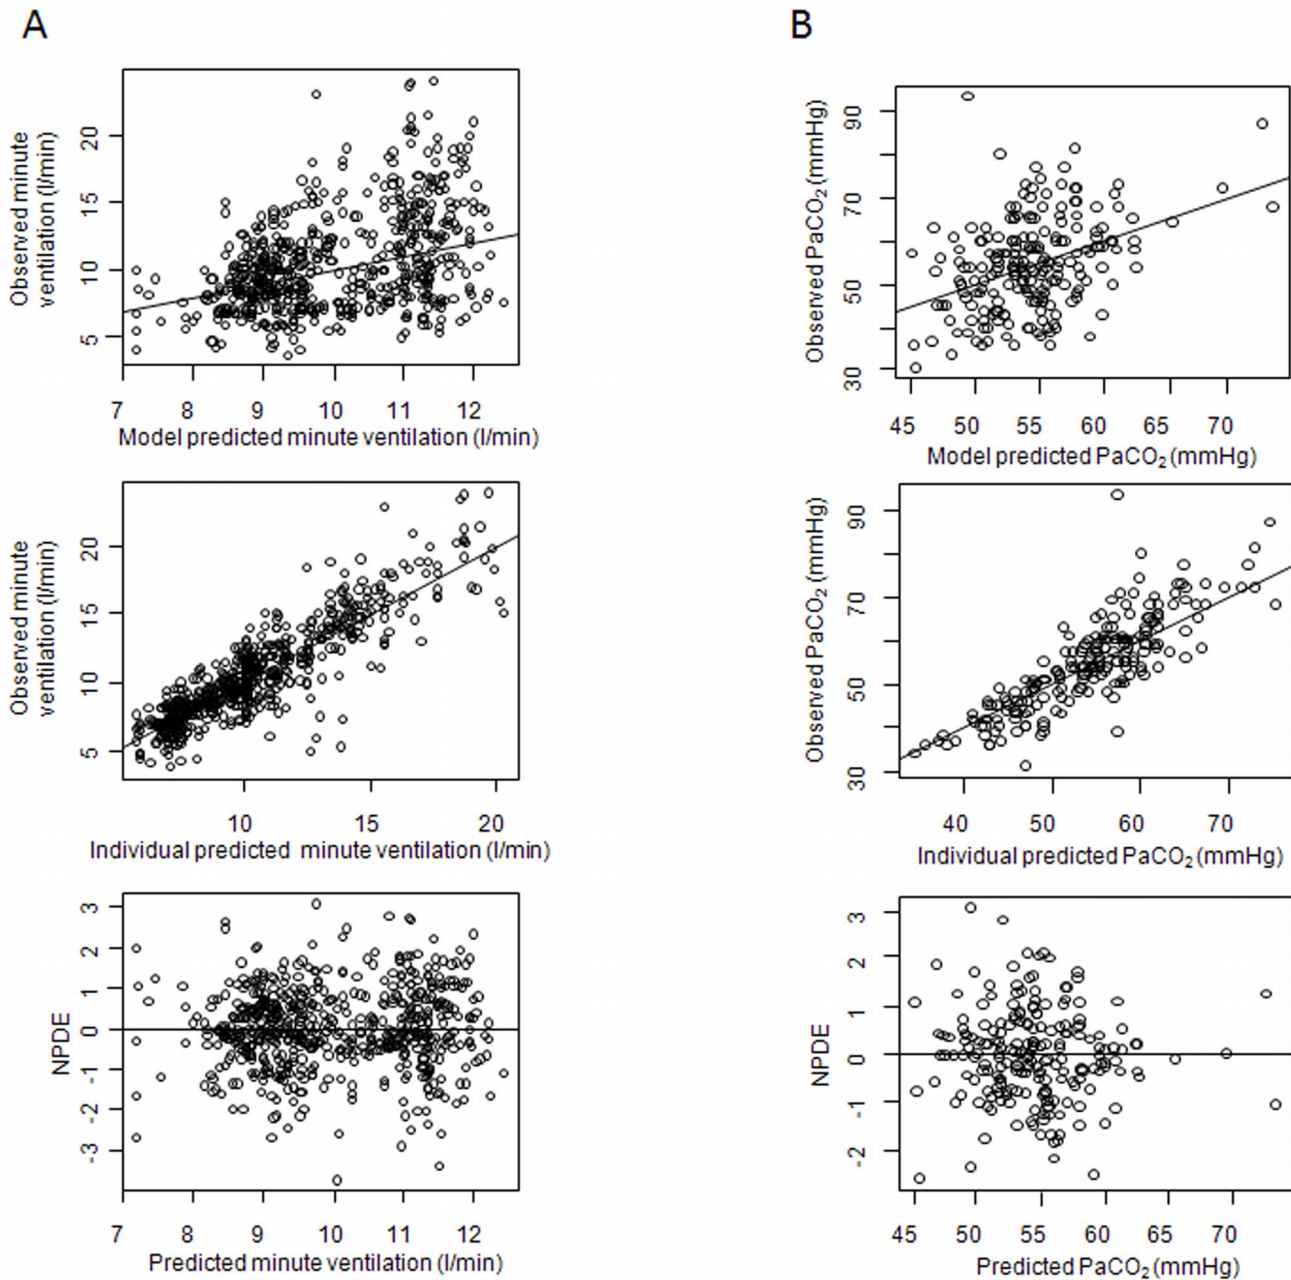 A
Observed minute
ventilation (l/min)
20
15
10
5
7 8 9 10 11 12
Model predicted minute ventilation (l/min)
Observed minute
ventilation (l/min)
20
15
10
5
10 15 20
Individual predicted minute ventilation (l/min)
NPDE
3
2
1
0
-1
-2
-3
7 8 9 10 11 12
Predicted minute ventilation (l/min)
B
Observed PaCO₂ (mmHg)
90
70
50
30
45 50 55 60 65 70
Model predicted PaCO₂ (mmHg)
Observed PaCO₂ (mmHg)
90
70
50
30
40 50 60 70
Individual predicted PaCO₂ (mmHg)
NPDE
3
2
1
0
-1
-2
45 50 55 60 65 70
Predicted PaCO₂ (mmHg)